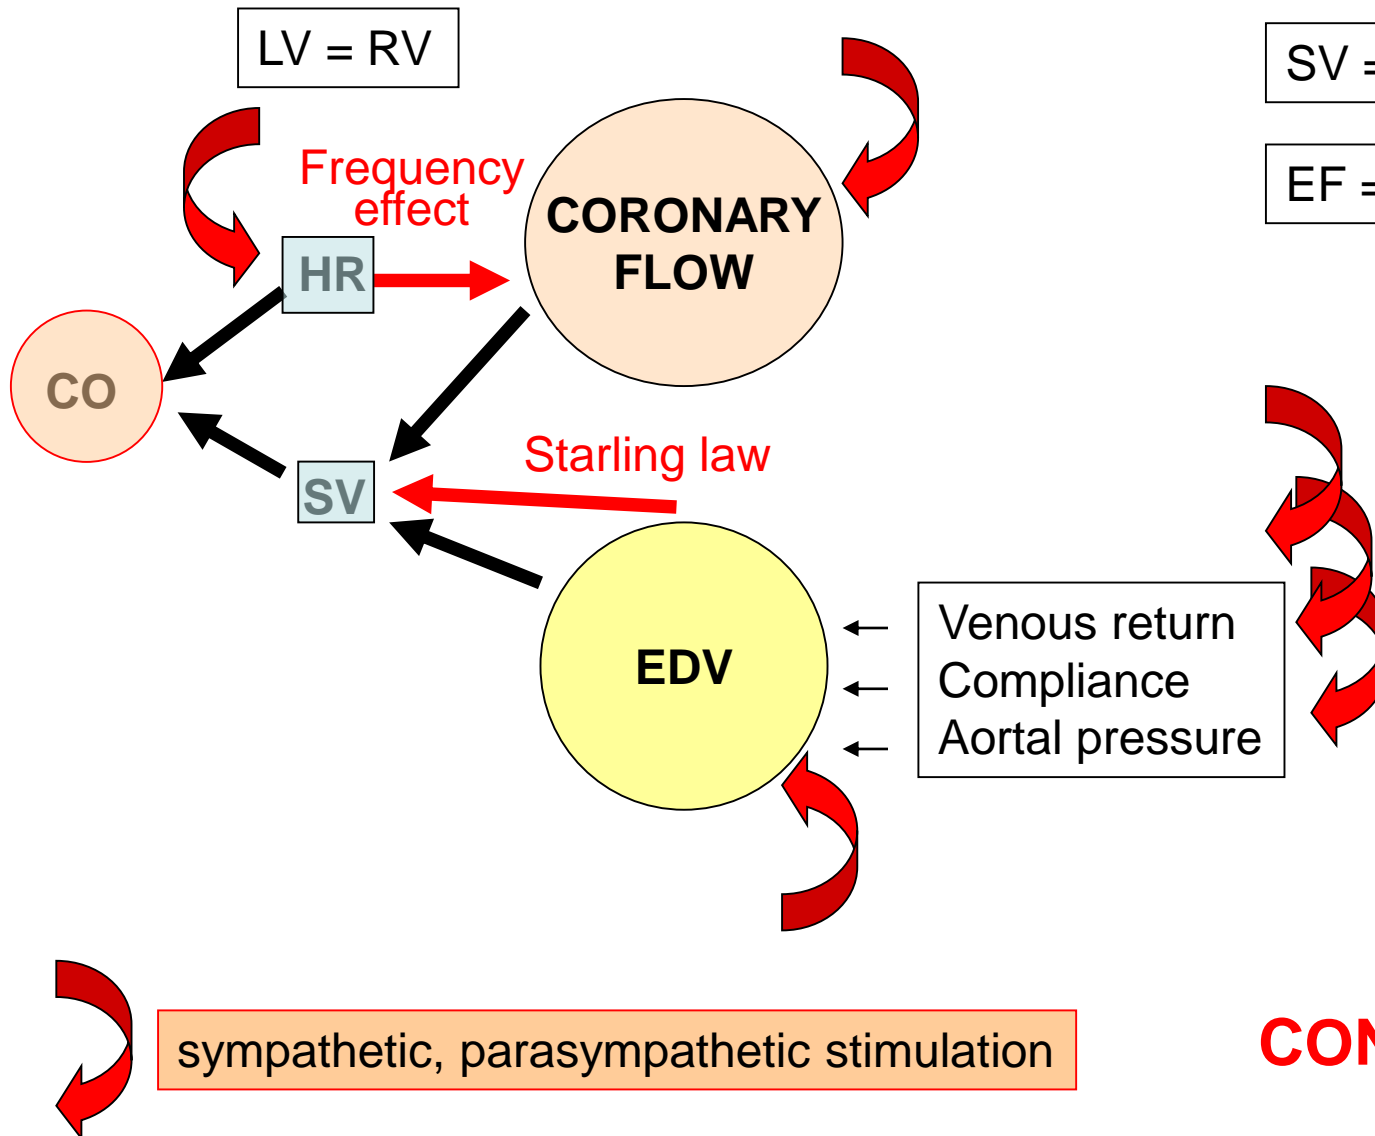 LV = RV
SV =
EF =
Frequency
effect
CORONARY
FLOW
HR
CO
Starling law
SV
EDV
Venous return
Compliance
Aortal pressure
sympathetic, parasympathetic stimulation